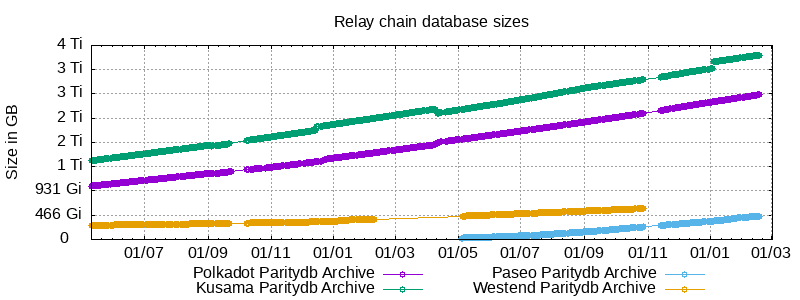 Relay chain database sizes
Size in GB
4 Ti
3 Ti
3 Ti
2 Ti
2 Ti
1 Ti
931 Gi
466 Gi
0
01/07 01/09 01/11 01/01 01/03 01/05 01/07 01/09 01/11 01/01 01/03
Polkadot Paritydb Archive Paseo Paritydb Archive
Kusama Paritydb Archive Westend Paritydb Archive